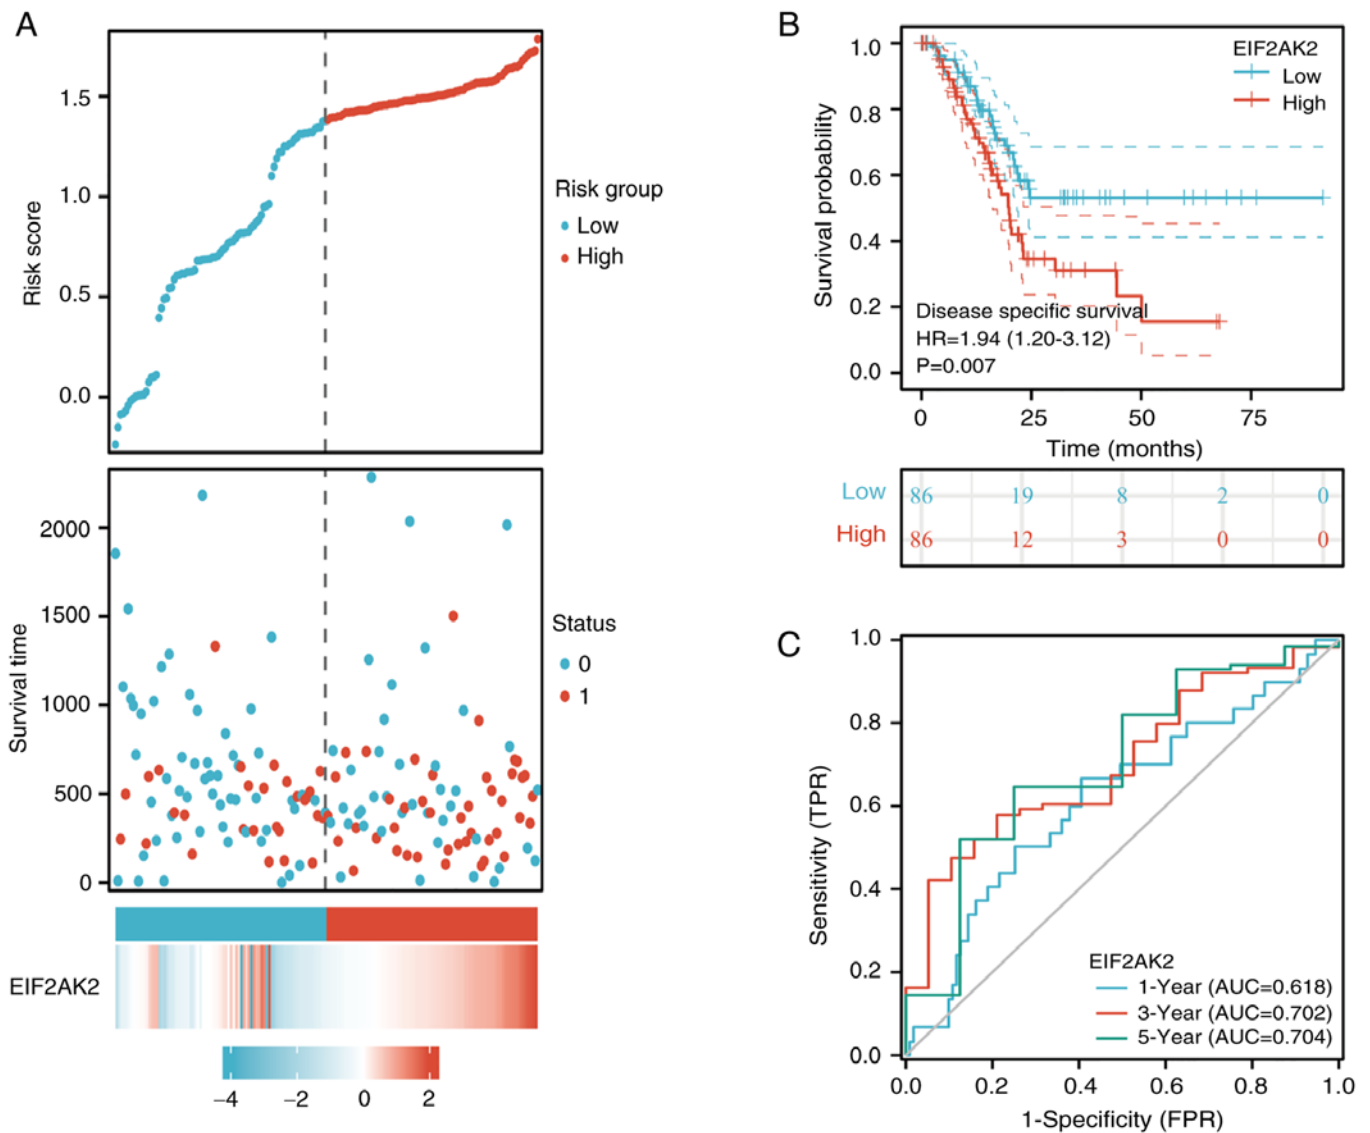 A
Risk score
1.5
1.0
0.5
0.0
Risk group
Low
High
Survival time
2000
1500
1000
500
0
Status
0
1
EIF2AK2
−4 −2 0 2
B
Survival probability
1.0
0.8
0.6
0.4
0.2
0.0
EIF2AK2
Low
High
Disease specific survival
HR=1.94 (1.20-3.12)
P=0.007
0 25 50 75
Time (months)
Low 86 19 8 2 0
High 86 12 3 0 0
C
Sensitivity (TPR)
1.0
0.8
0.6
0.4
0.2
0.0
EIF2AK2
1-Year (AUC=0.618)
3-Year (AUC=0.702)
5-Year (AUC=0.704)
0.0 0.2 0.4 0.6 0.8 1.0
1-Specificity (FPR)